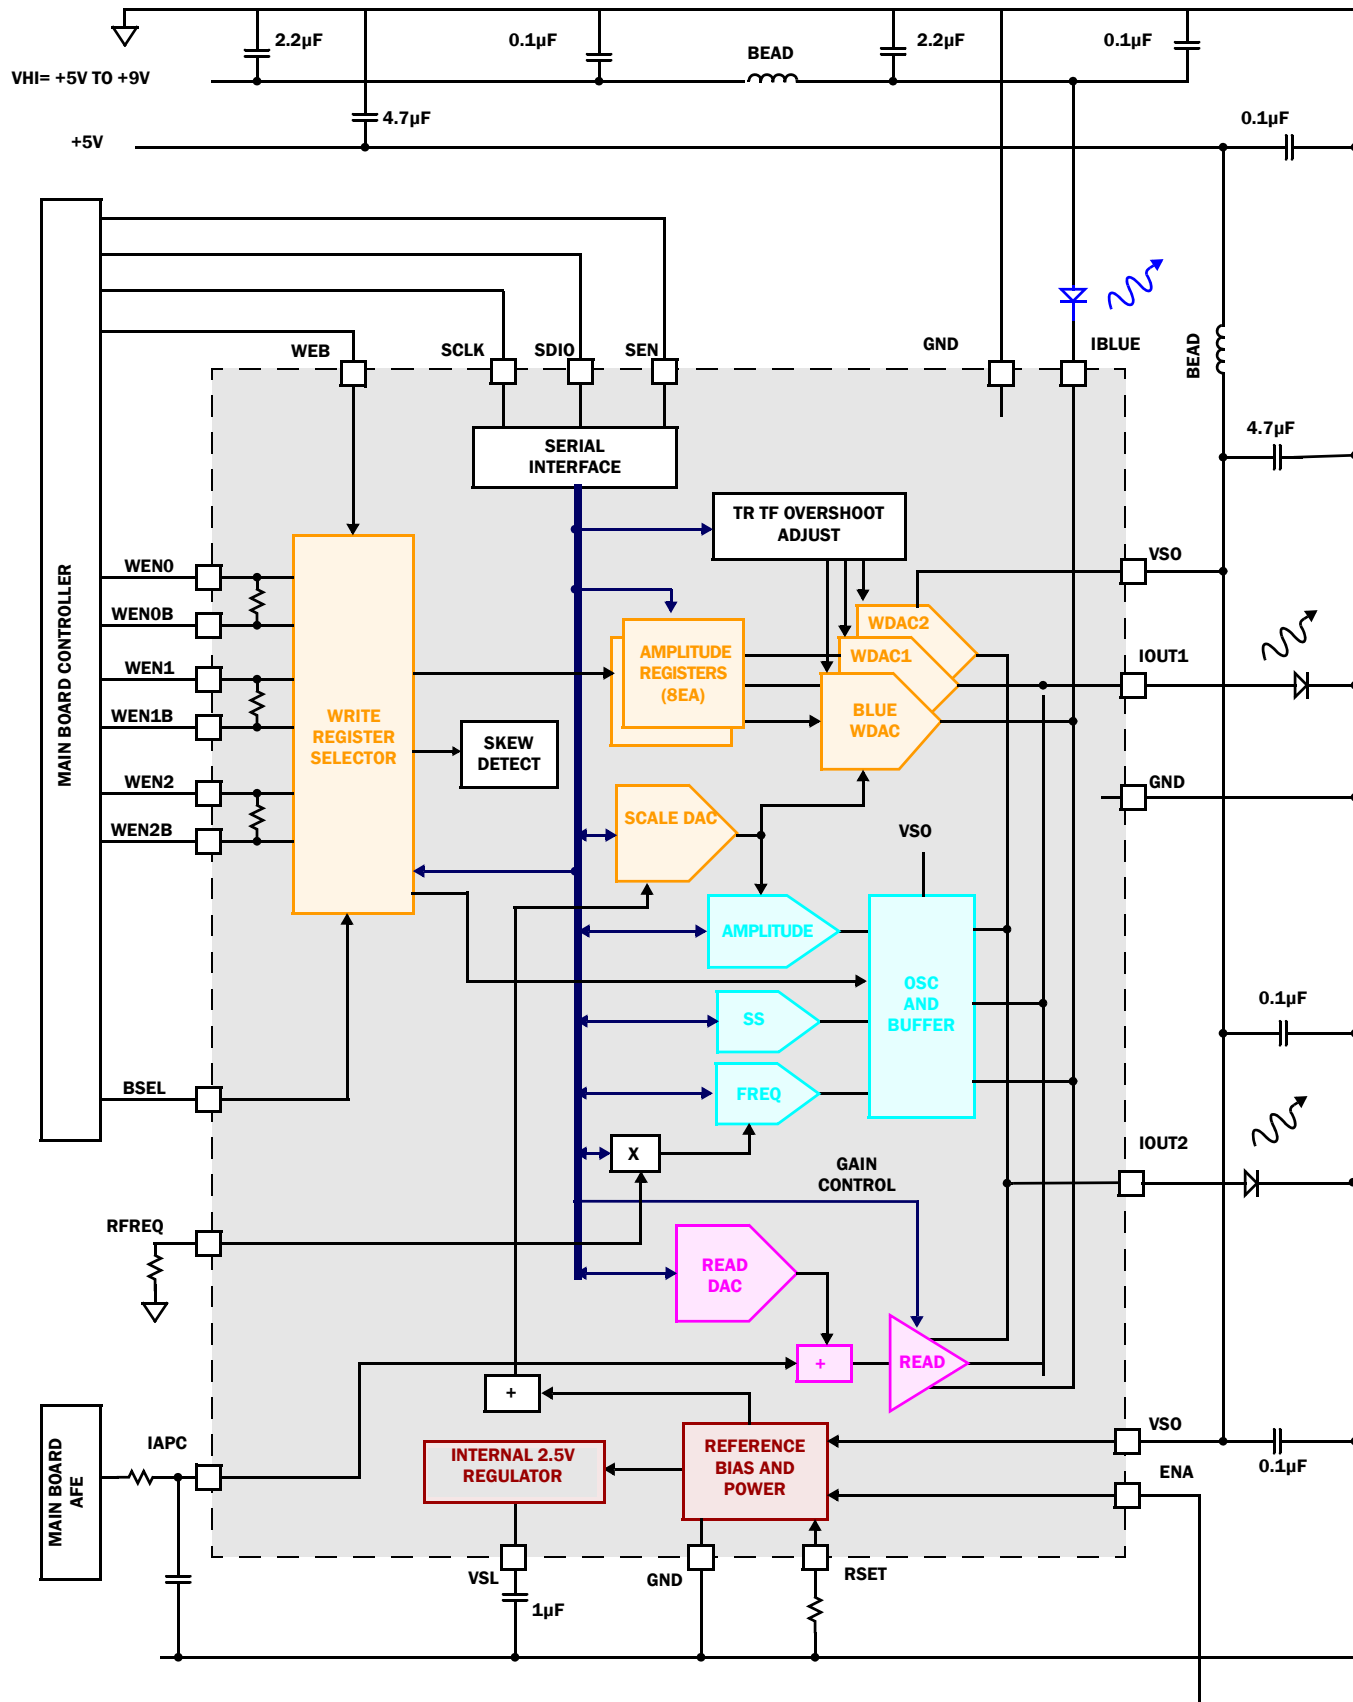 2.2µF
0.1µF
BEAD
2.2µF
0.1µF
VHI= +5V TO +9V
4.7µF
+5V
0.1µF
MAIN BOARD CONTROLLER
WEB
SCLK
SDIO
SEN
GND
IBLUE
BEAD
4.7µF
SERIAL
INTERFACE
TR TF OVERSHOOT
ADJUST
VSO
WEN0
WEN0B
WEN1
WEN1B
WEN2
WEN2B
WRITE
REGISTER
SELECTOR
SKEW
DETECT
AMPLITUDE
REGISTERS
(8EA)
WDAC2
WDAC1
BLUE
WDAC
IOUT1
GND
SCALE DAC
VSO
AMPLITUDE
OSC
AND
BUFFER
SS
FREQ
0.1µF
BSEL
X
GAIN
CONTROL
IOUT2
RFREQ
READ
DAC
+
READ
+
MAIN BOARD
AFE
IAPC
INTERNAL 2.5V
REGULATOR
REFERENCE
BIAS AND
POWER
VSO
0.1µF
ENA
VSL
GND
RSET
1µF